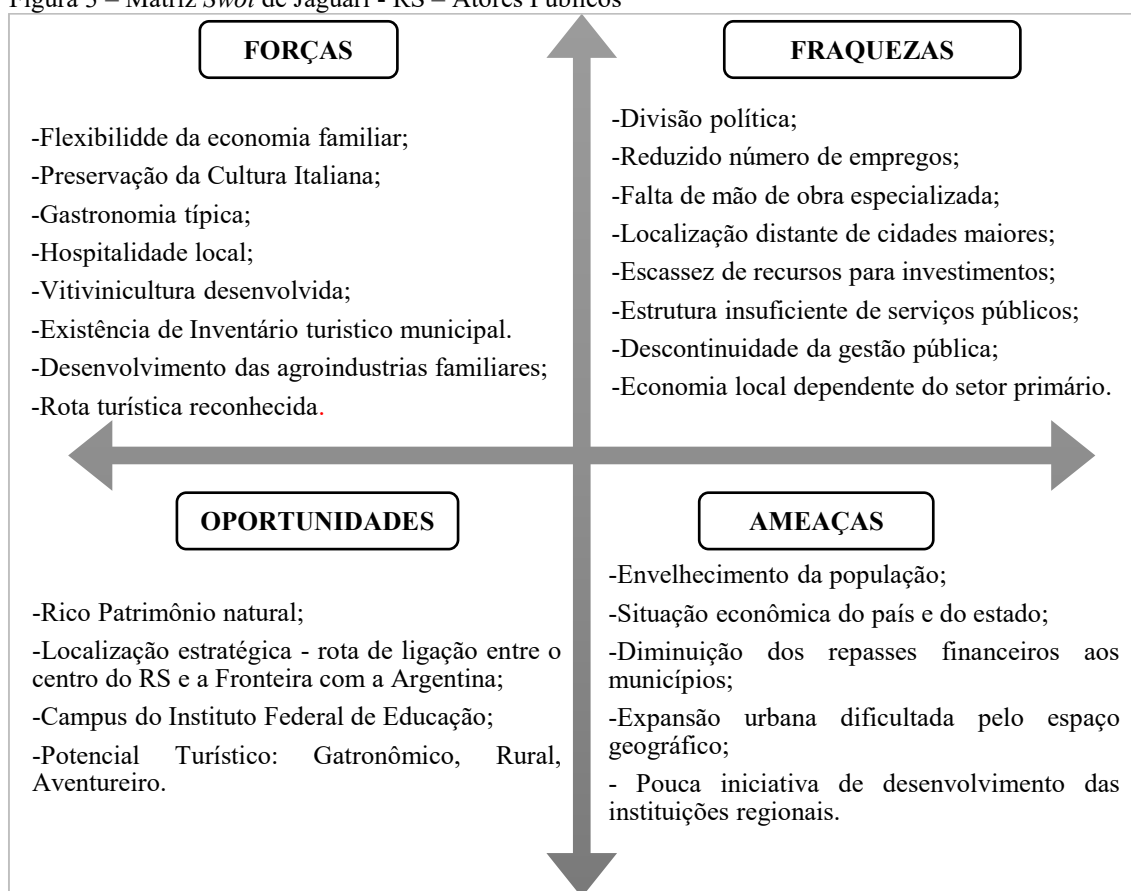 Figura 3 – Matriz Swot de Jaguari - RS – Atores Públicos
FORÇAS
-Flexibilidde da economia familiar;
-Preservação da Cultura Italiana;
-Gastronomia típica;
-Hospitalidade local;
-Vitivinicultura desenvolvida;
-Existência de Inventário turistico municipal.
-Desenvolvimento das agroindustrias familiares;
-Rota turística reconhecida.
FRAQUEZAS
-Divisão política;
-Reduzido número de empregos;
-Falta de mão de obra especializada;
-Localização distante de cidades maiores;
-Escassez de recursos para investimentos;
-Estrutura insuficiente de serviços públicos;
-Descontinuidade da gestão pública;
-Economia local dependente do setor primário.
OPORTUNIDADES
-Rico Patrimônio natural;
-Localização estratégica - rota de ligação entre o
centro do RS e a Fronteira com a Argentina;
-Campus do Instituto Federal de Educação;
-Potencial Turístico: Gatronômico, Rural,
Aventureiro.
AMEAÇAS
-Envelhecimento da população;
-Situação econômica do país e do estado;
-Diminuição dos repasses financeiros aos
municípios;
-Expansão urbana dificultada pelo espaço
geográfico;
- Pouca iniciativa de desenvolvimento das
instituições regionais.